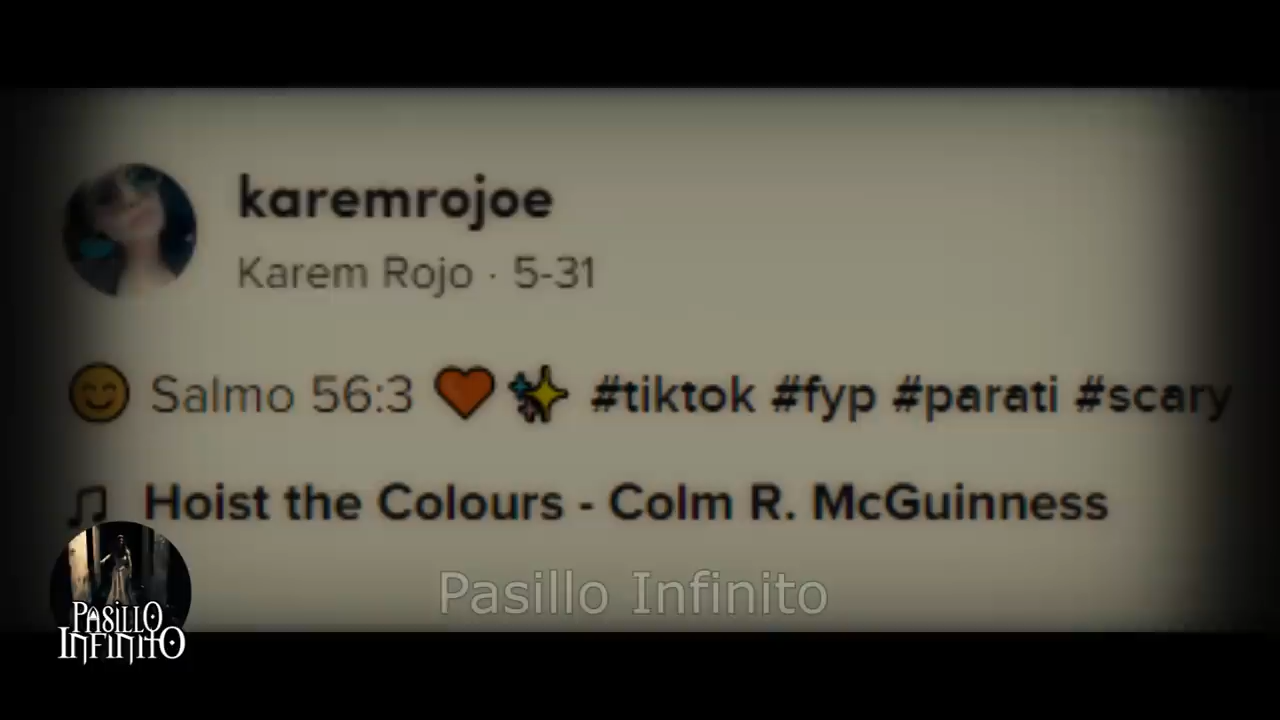 karemrojoe
Karem Rojo · 5-31
😊 Salmo 56:3 🧡✨ #tiktok #fyp #parati #scary
♫ Hoist the Colours - Colm R. McGuinness
Pasillo Infinito
PASILLO
INFINITO